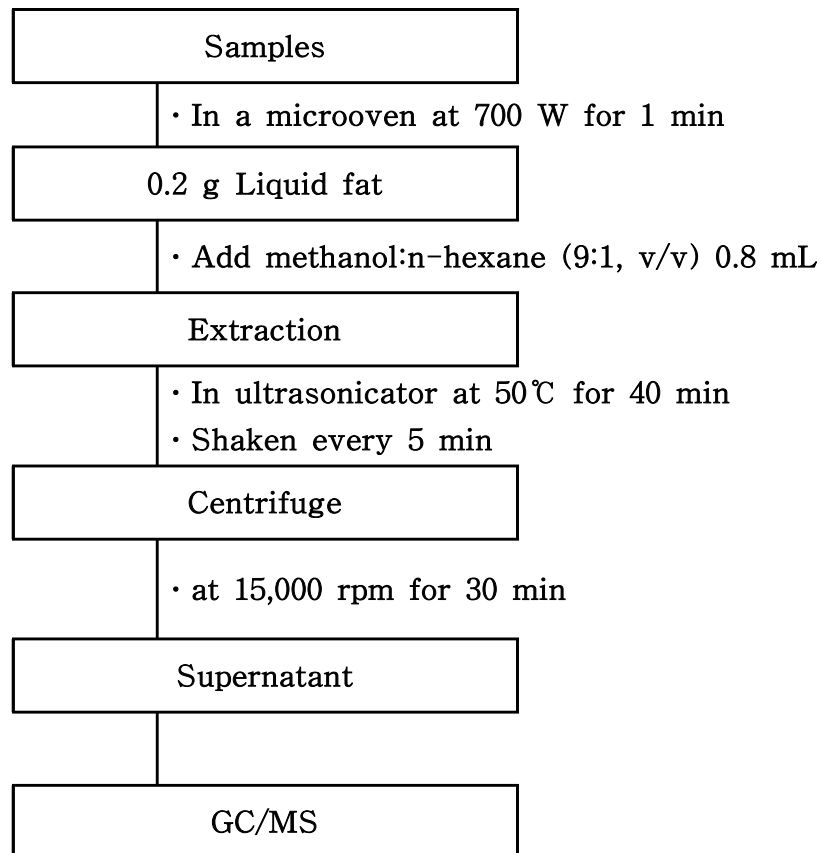 Samples
· In a microoven at 700 W for 1 min
0.2 g Liquid fat
· Add methanol:n-hexane (9:1, v/v) 0.8 mL
Extraction
· In ultrasonicator at 50℃ for 40 min
· Shaken every 5 min
Centrifuge
· at 15,000 rpm for 30 min
Supernatant
GC/MS